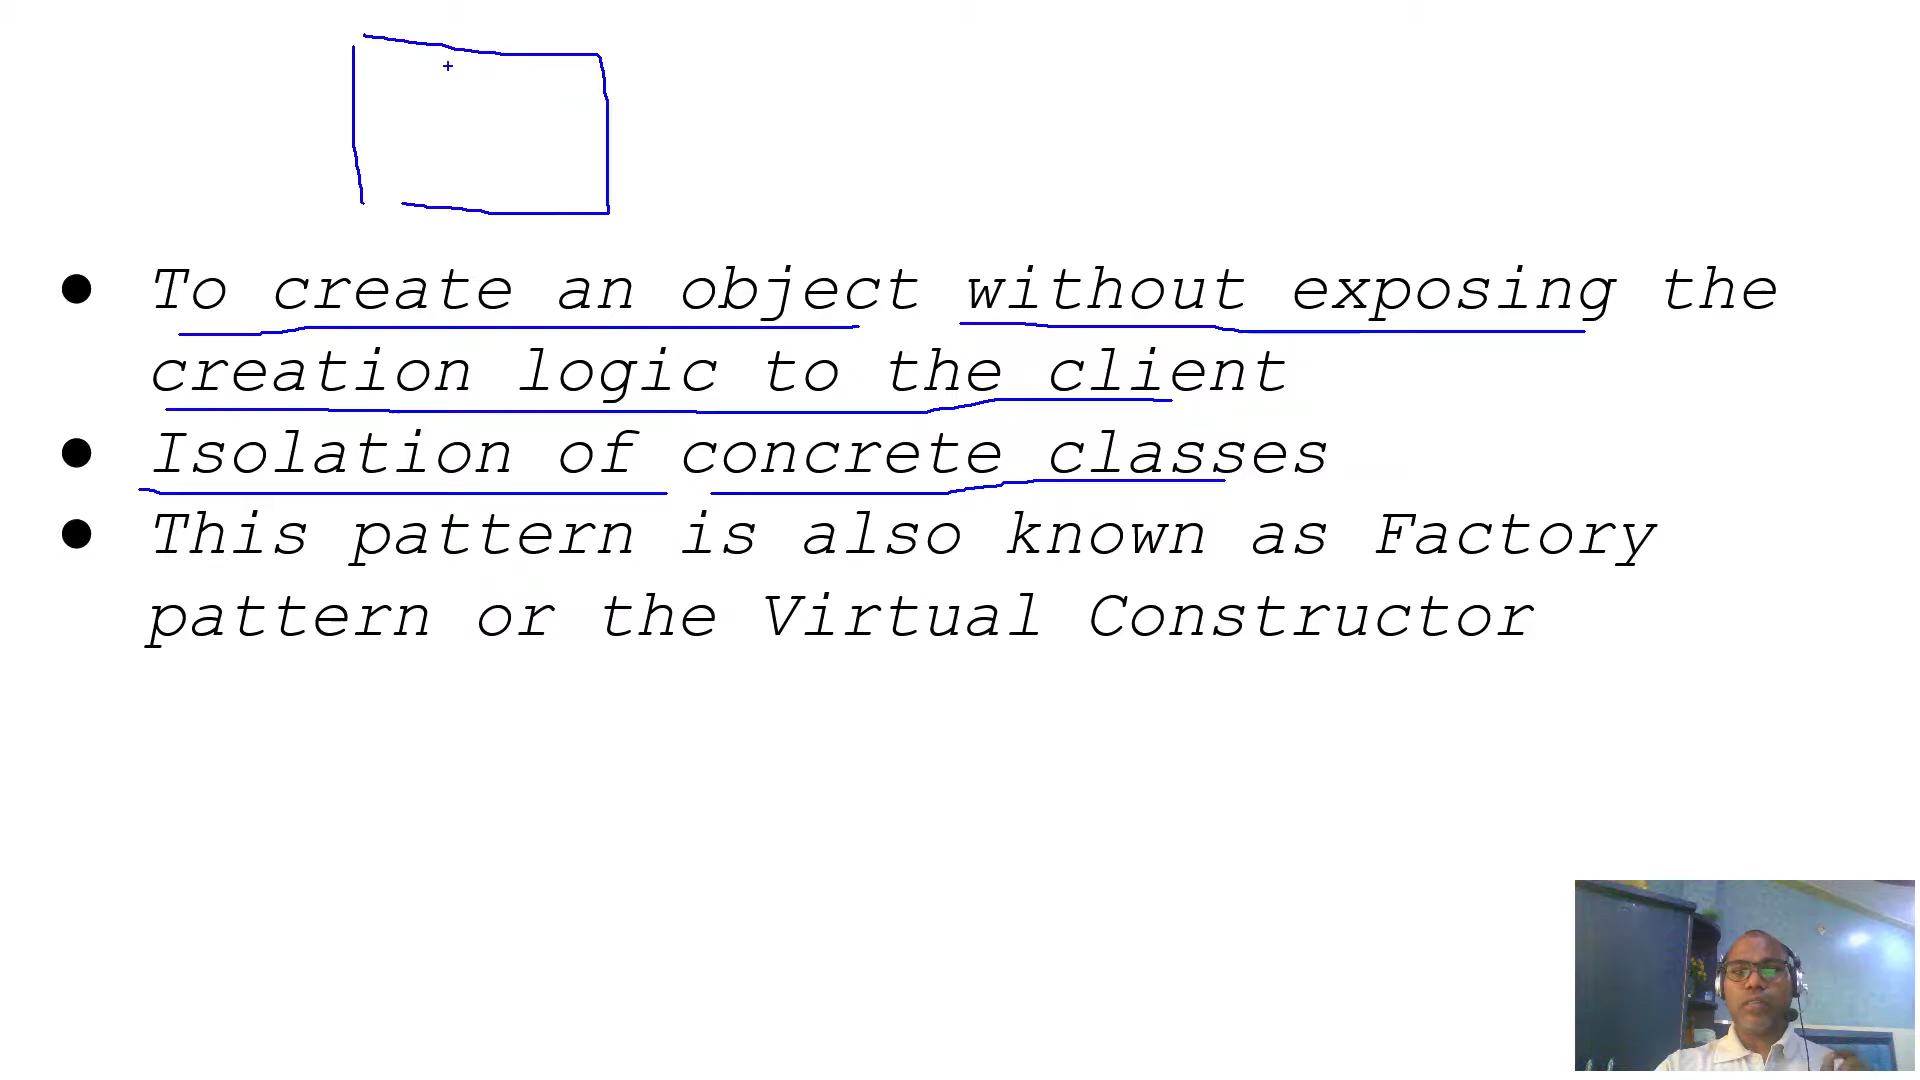 ● To create an object without exposing the
creation logic to the client
● Isolation of concrete classes
● This pattern is also known as Factory
pattern or the Virtual Constructor